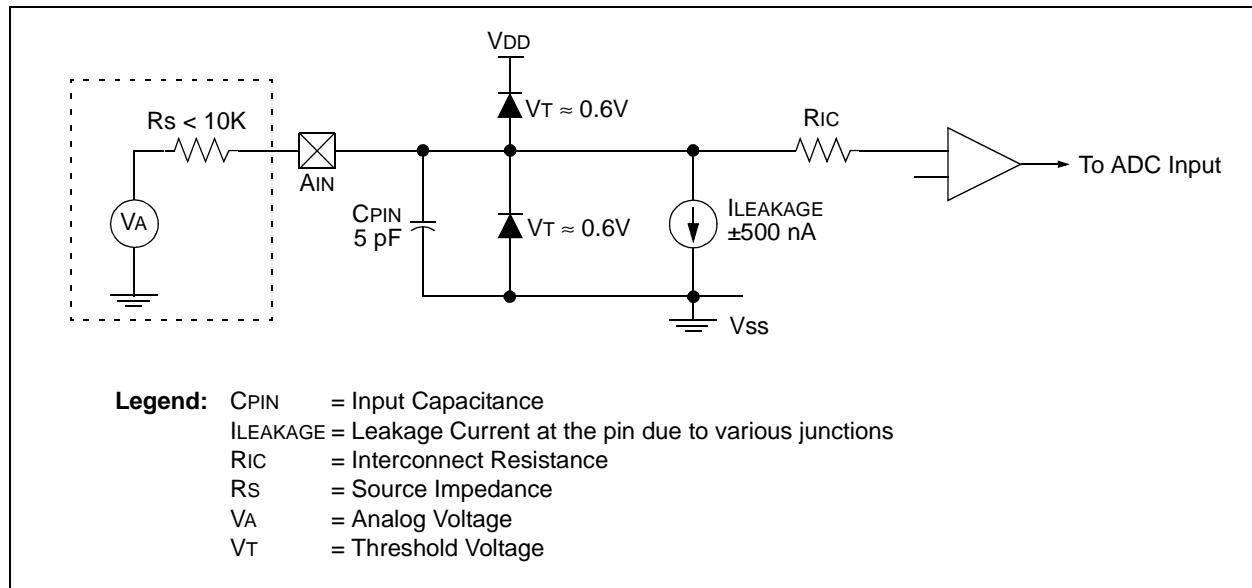 VDD
VT ≈ 0.6V
RS < 10K
RIC
AIN
To ADC Input
VA
CPIN
5 pF
VT ≈ 0.6V
ILEAKAGE
±500 nA
VSS
Legend: CPIN = Input Capacitance
ILEAKAGE = Leakage Current at the pin due to various junctions
RIC = Interconnect Resistance
RS = Source Impedance
VA = Analog Voltage
VT = Threshold Voltage